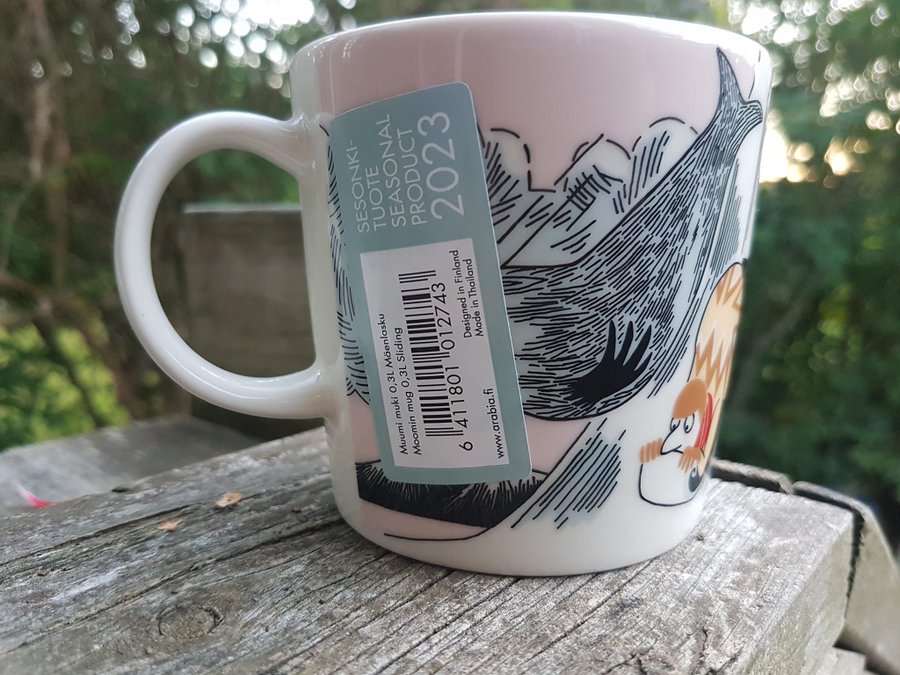 SESONKI-
TUOTE
SEASONAL
PRODUCT
2023
Muumi muki 0,3L Mäenlasku
Moomin mug 0,3L Sliding
6 411801 012743
Designed in Finland
Made in Thailand
www.arabia.fi